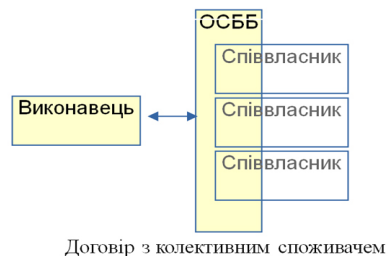 ОСББ
Співвласник
Виконавець
Співвласник
Співвласник
Договір з колективним споживачем